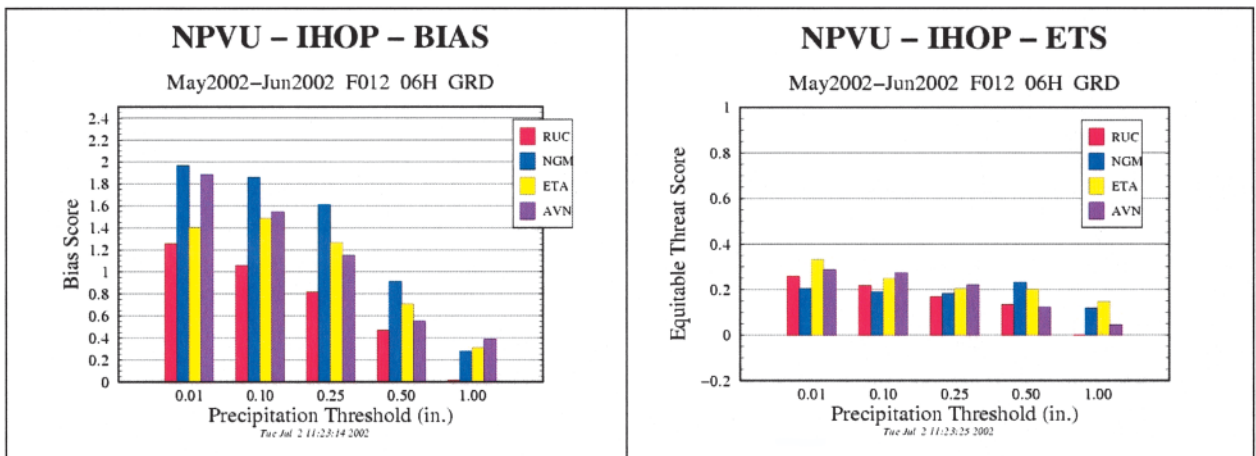 NPVU – IHOP – BIAS
May2002–Jun2002 F012 06H GRD
Bias Score
2.4
2.2
2
1.8
1.6
1.4
1.2
1
0.8
0.6
0.4
0.2
0
RUC
NGM
ETA
AVN
0.01 0.10 0.25 0.50 1.00
Precipitation Threshold (in.)
Tue Jul 2 11:23:14 2002
NPVU – IHOP – ETS
May2002–Jun2002 F012 06H GRD
Equitable Threat Score
1
0.8
0.6
0.4
0.2
0
−0.2
RUC
NGM
ETA
AVN
0.01 0.10 0.25 0.50 1.00
Precipitation Threshold (in.)
Tue Jul 2 11:23:25 2002